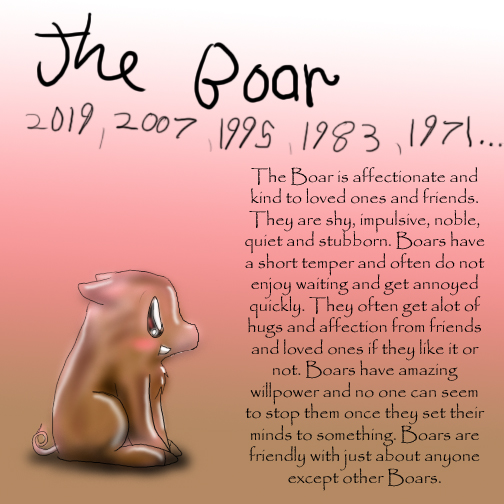 The Boar
2019, 2007, 1995, 1983, 1971...
The Boar is affectionate and
kind to loved ones and friends.
They are shy, impulsive, noble,
quiet and stubborn. Boars have
a short temper and often do not
enjoy waiting and get annoyed
quickly. They often get alot of
hugs and affection from friends
and loved ones if they like it or
not. Boars have amazing
willpower and no one can seem
to stop them once they set their
minds to something. Boars are
friendly with just about anyone
except other Boars.